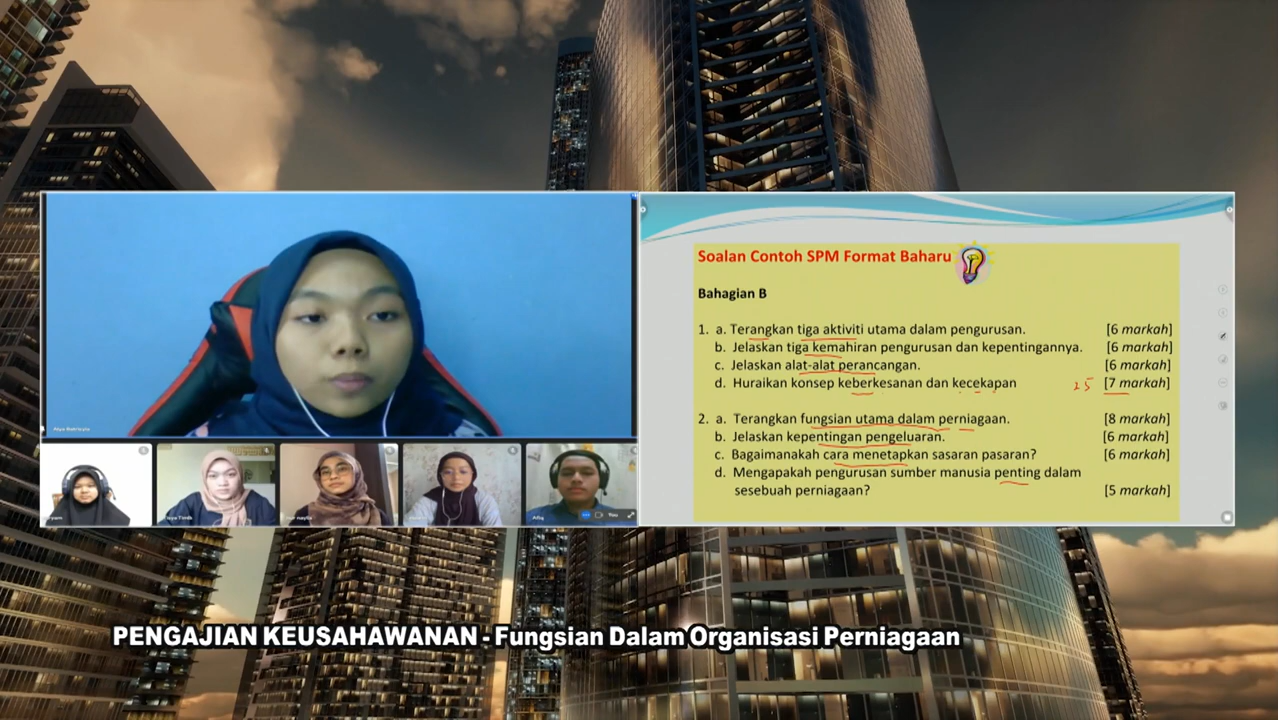 Soalan Contoh SPM Format Baharu
Bahagian B
1. a. Terangkan tiga aktiviti utama dalam pengurusan. [6 markah]
b. Jelaskan tiga kemahiran pengurusan dan kepentingannya. [6 markah]
c. Jelaskan alat-alat perancangan. [6 markah]
d. Huraikan konsep keberkesanan dan kecekapan 25 [7 markah]
2. a. Terangkan fungsian utama dalam perniagaan. [8 markah]
b. Jelaskan kepentingan pengeluaran. [6 markah]
c. Bagaimanakah cara menetapkan sasaran pasaran? [6 markah]
d. Mengapakah pengurusan sumber manusia penting dalam
sesebuah perniagaan? [5 markah]
You
PENGAJIAN KEUSAHAWANAN - Fungsian Dalam Organisasi Perniagaan